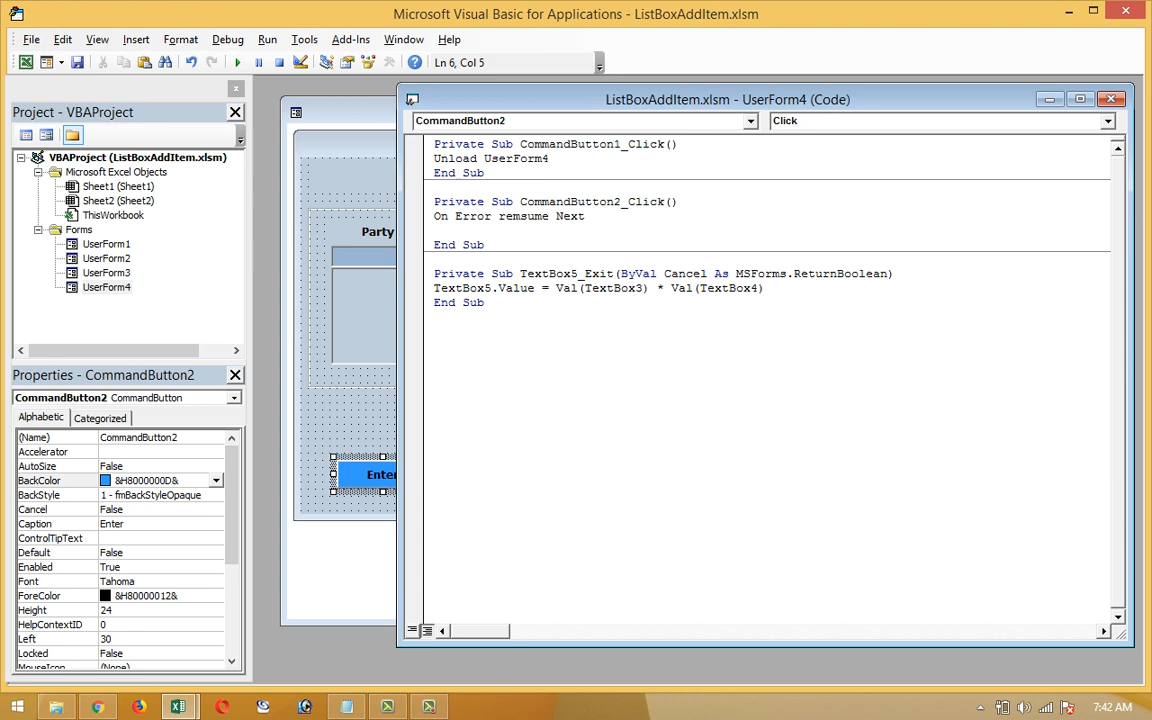 Microsoft Visual Basic for Applications - ListBoxAddItem.xlsm
File Edit View Insert Format Debug Run Tools Add-Ins Window Help
Ln 6, Col 5
Project - VBAProject
VBAProject (ListBoxAddItem.xlsm)
Microsoft Excel Objects
Sheet1 (Sheet1)
Sheet2 (Sheet2)
ThisWorkbook
Forms
UserForm1
UserForm2
UserForm3
UserForm4
Properties - CommandButton2
CommandButton2 CommandButton
Alphabetic Categorized
(Name) CommandButton2
Accelerator
AutoSize False
BackColor &H8000000D&
BackStyle 1 - fmBackStyleOpaque
Cancel False
Caption Enter
ControlTipText
Default False
Enabled True
Font Tahoma
ForeColor &H80000012&
Height 24
HelpContextID 0
Left 30
Locked False
MouseIcon (None)
Party
Enter
ListBoxAddItem.xlsm - UserForm4 (Code)
CommandButton2 Click
Private Sub CommandButton1_Click()
Unload UserForm4
End Sub
Private Sub CommandButton2_Click()
On Error remsume Next
End Sub
Private Sub TextBox5_Exit(ByVal Cancel As MSForms.ReturnBoolean)
TextBox5.Value = Val(TextBox3) * Val(TextBox4)
End Sub
7:42 AM